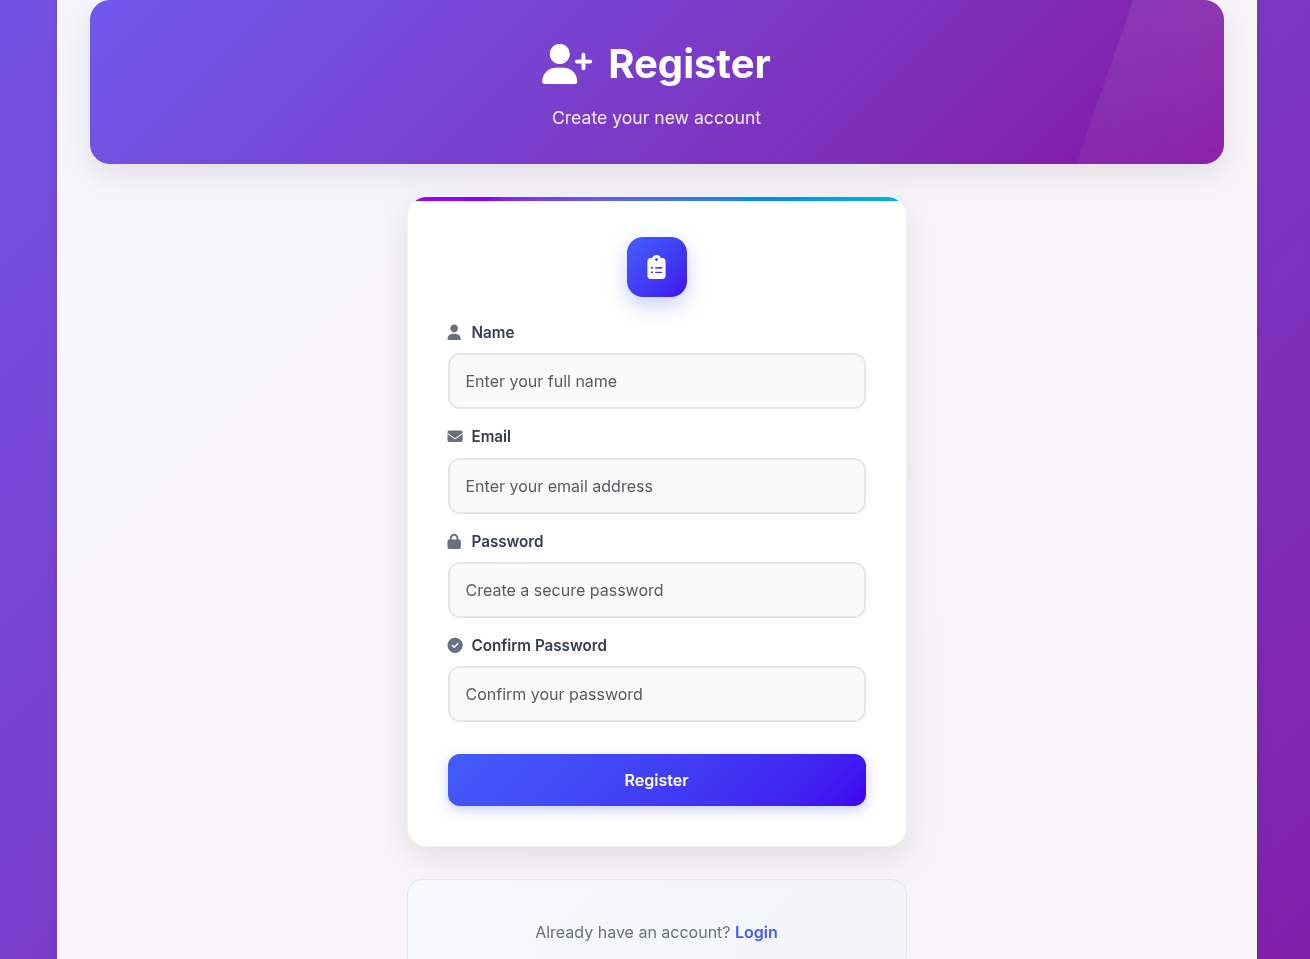 Register
Create your new account
Name
Enter your full name
Email
Enter your email address
Password
Create a secure password
Confirm Password
Confirm your password
Register
Already have an account? Login